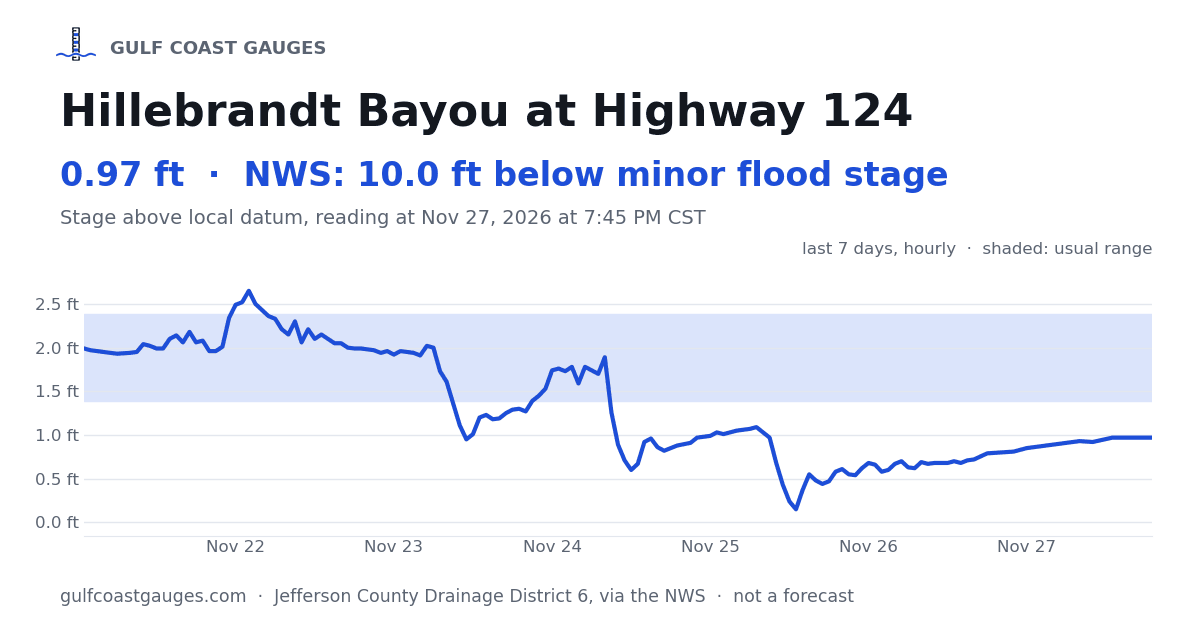 GULF COAST GAUGES
Hillebrandt Bayou at Highway 124
0.97 ft · NWS: 10.0 ft below minor flood stage
Stage above local datum, reading at Nov 27, 2026 at 7:45 PM CST
last 7 days, hourly · shaded: usual range
2.5 ft
2.0 ft
1.5 ft
1.0 ft
0.5 ft
0.0 ft
Nov 22 Nov 23 Nov 24 Nov 25 Nov 26 Nov 27
gulfcoastgauges.com · Jefferson County Drainage District 6, via the NWS · not a forecast